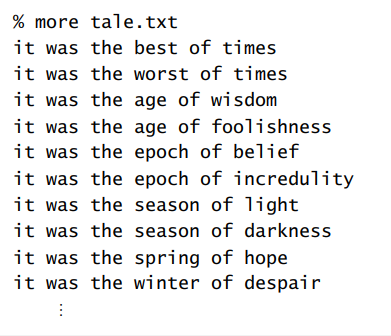 % more tale.txt
it was the best of times
it was the worst of times
it was the age of wisdom
it was the age of foolishness
it was the epoch of belief
it was the epoch of incredulity
it was the season of light
it was the season of darkness
it was the spring of hope
it was the winter of despair
⋮